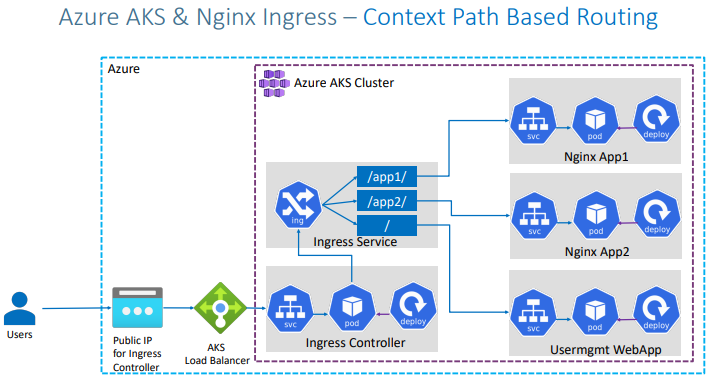 Azure AKS & Nginx Ingress – Context Path Based Routing
Azure
Azure AKS Cluster
svc
pod
deploy
Nginx App1
/app1/
/app2/
/
ing
Ingress Service
svc
pod
deploy
Nginx App2
Users
Public IP
for Ingress
Controller
AKS
Load Balancer
svc
pod
deploy
Ingress Controller
svc
pod
deploy
Usermgmt WebApp